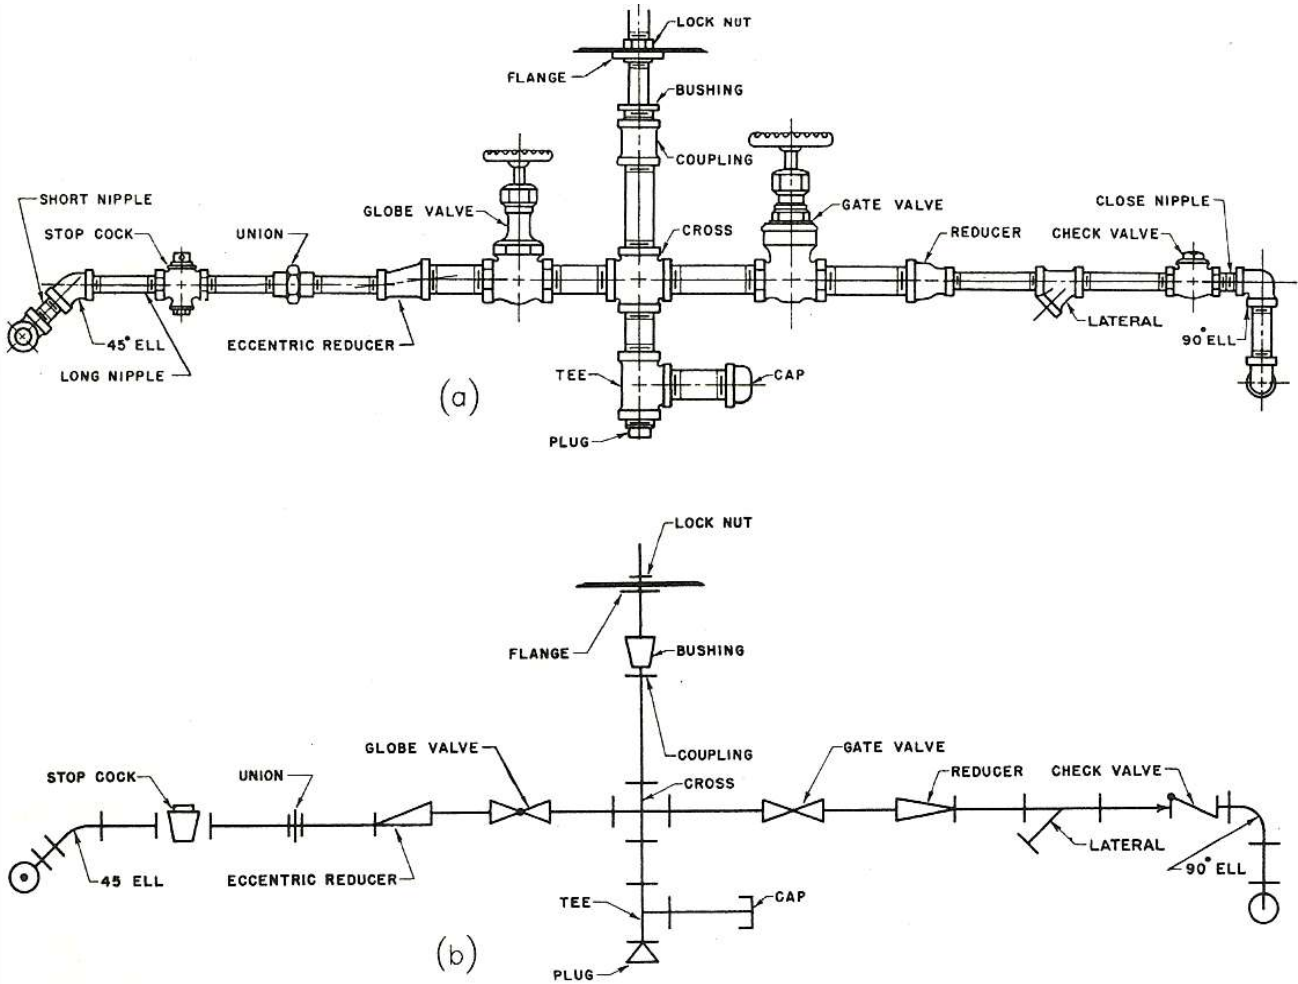 LOCK NUT
FLANGE
BUSHING
COUPLING
SHORT NIPPLE
GLOBE VALVE
GATE VALVE
CLOSE NIPPLE
STOP COCK
UNION
CROSS
REDUCER
CHECK VALVE
45° ELL
ECCENTRIC REDUCER
LATERAL
90° ELL
LONG NIPPLE
TEE
CAP
(a)
PLUG
LOCK NUT
FLANGE
BUSHING
GLOBE VALVE
COUPLING
GATE VALVE
STOP COCK
UNION
CROSS
REDUCER
CHECK VALVE
45 ELL
ECCENTRIC REDUCER
LATERAL
90° ELL
TEE
CAP
(b)
PLUG